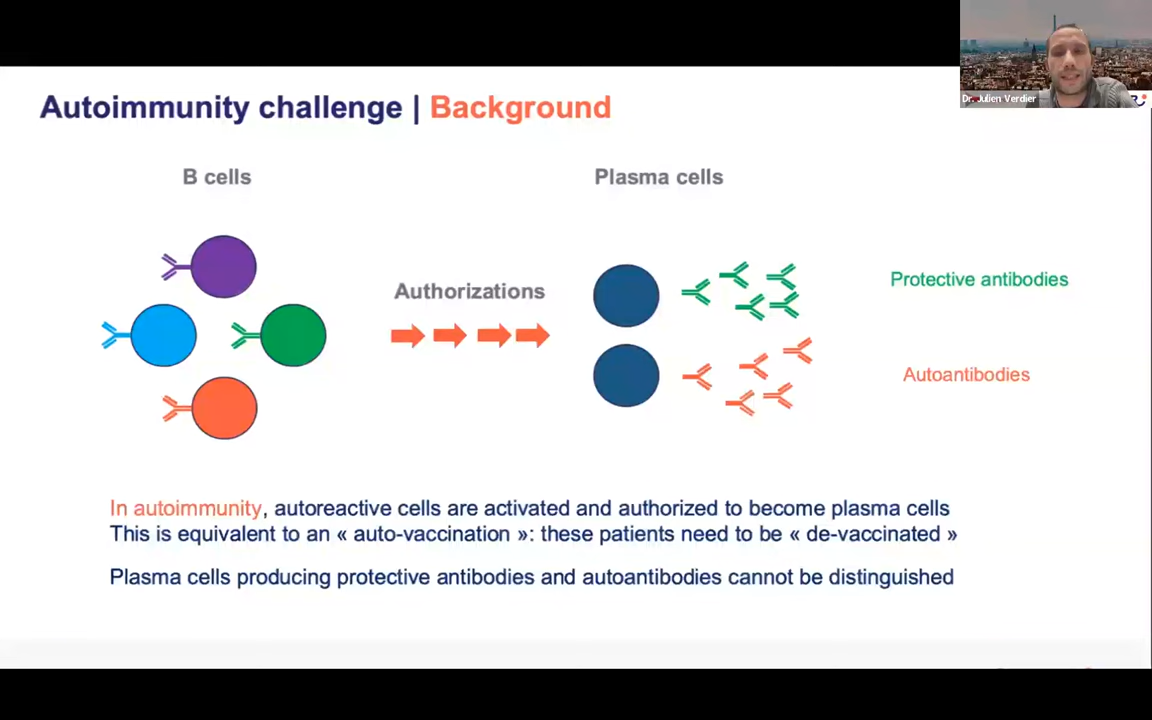 Dr. Julien Verdier
Autoimmunity challenge | Background
B cells
Plasma cells
Authorizations
Protective antibodies
Autoantibodies
In autoimmunity, autoreactive cells are activated and authorized to become plasma cells
This is equivalent to an « auto-vaccination »: these patients need to be « de-vaccinated »
Plasma cells producing protective antibodies and autoantibodies cannot be distinguished